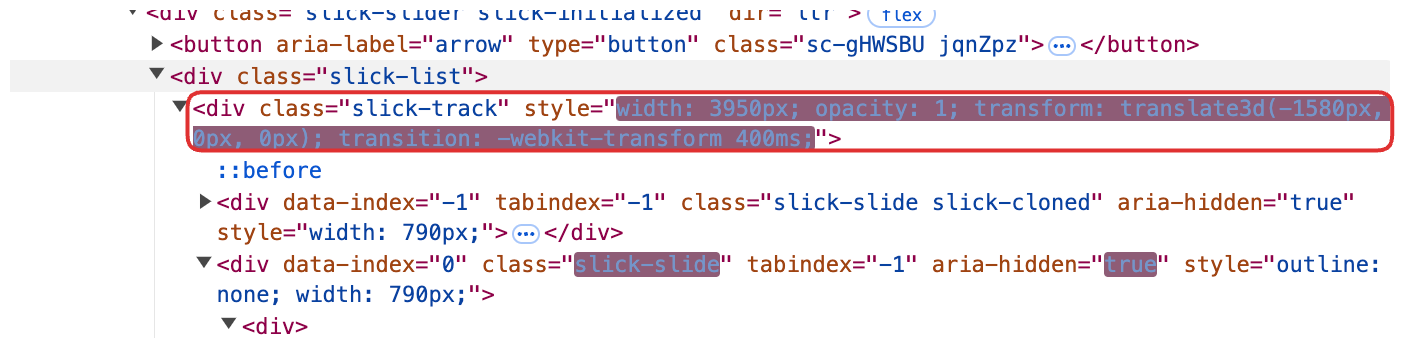 <div class="slick-slider slick-initialized" dir="ltr"> flex
<button aria-label="arrow" type="button" class="sc-gHWSBU jqnZpz">…</button>
<div class="slick-list">
<div class="slick-track" style="width: 3950px; opacity: 1; transform: translate3d(-1580px,
0px, 0px); transition: -webkit-transform 400ms;">
::before
<div data-index="-1" tabindex="-1" class="slick-slide slick-cloned" aria-hidden="true"
style="width: 790px;">…</div>
<div data-index="0" class="slick-slide" tabindex="-1" aria-hidden="true" style="outline:
none; width: 790px;">
<div>